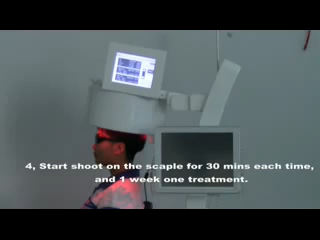 4, Start shoot on the scaple for 30 mins each time,
and 1 week one treatment.